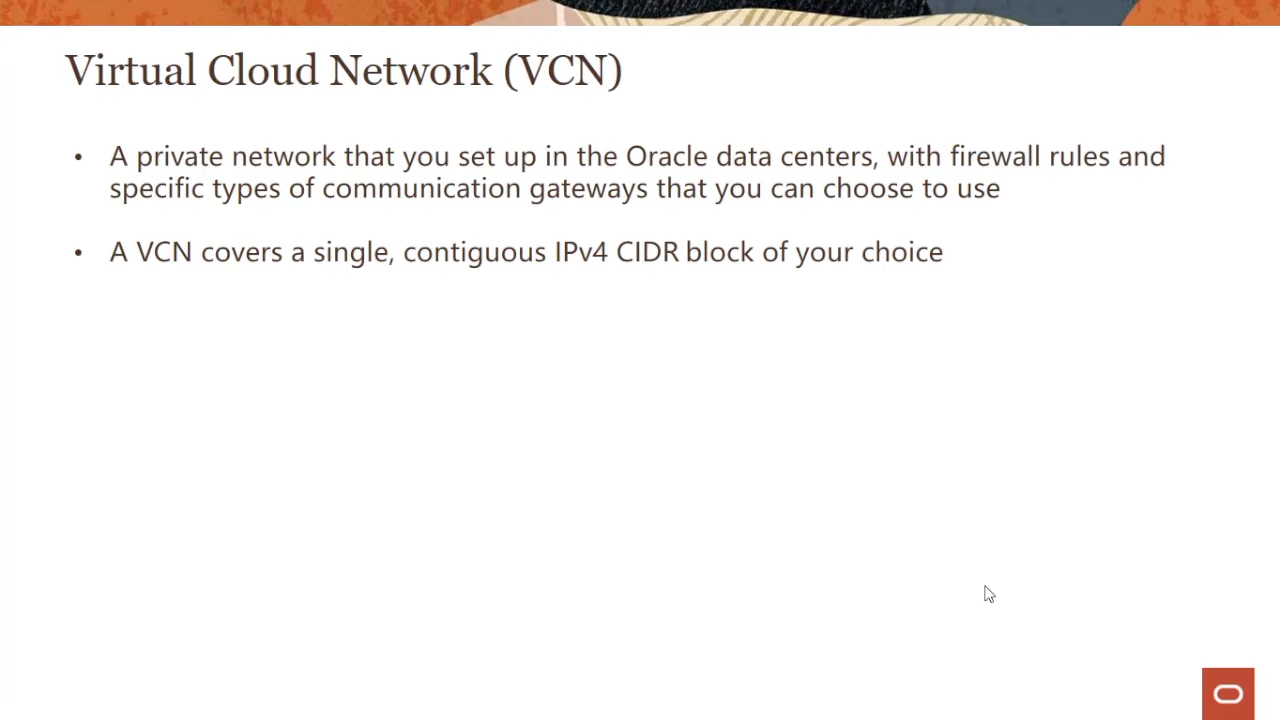 Virtual Cloud Network (VCN)
• A private network that you set up in the Oracle data centers, with firewall rules and
specific types of communication gateways that you can choose to use
• A VCN covers a single, contiguous IPv4 CIDR block of your choice